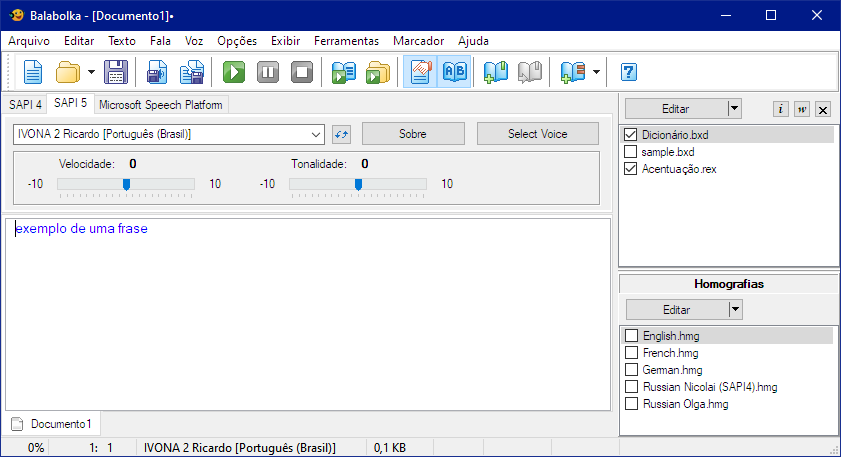 Balabolka - [Documento1]•
Arquivo Editar Texto Fala Voz Opções Exibir Ferramentas Marcador Ajuda
SAPI 4 SAPI 5 Microsoft Speech Platform
IVONA 2 Ricardo [Português (Brasil)] Sobre Select Voice
Velocidade: 0 Tonalidade: 0
-10 10 -10 10
exemplo de uma frase
Documento1
0% 1: 1 IVONA 2 Ricardo [Português (Brasil)] 0,1 KB
Editar i w x
Dicionário.bxd
sample.bxd
Acentuação.rex
Homografias
Editar
English.hmg
French.hmg
German.hmg
Russian Nicolai (SAPI4).hmg
Russian Olga.hmg